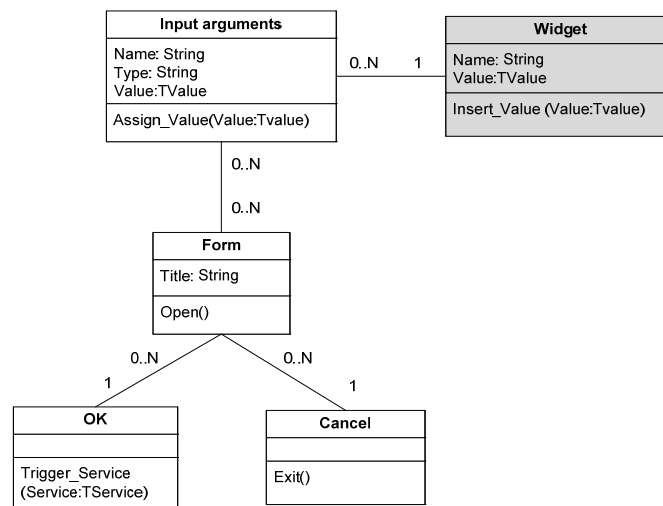 Input arguments
Name: String
Type: String
Value:TValue
Assign_Value(Value:Tvalue)
0..N
1
Widget
Name: String
Value:TValue
Insert_Value (Value:Tvalue)
0..N
0..N
Form
Title: String
Open()
0..N
0..N
1
1
OK
Trigger_Service
(Service:TService)
Cancel
Exit()